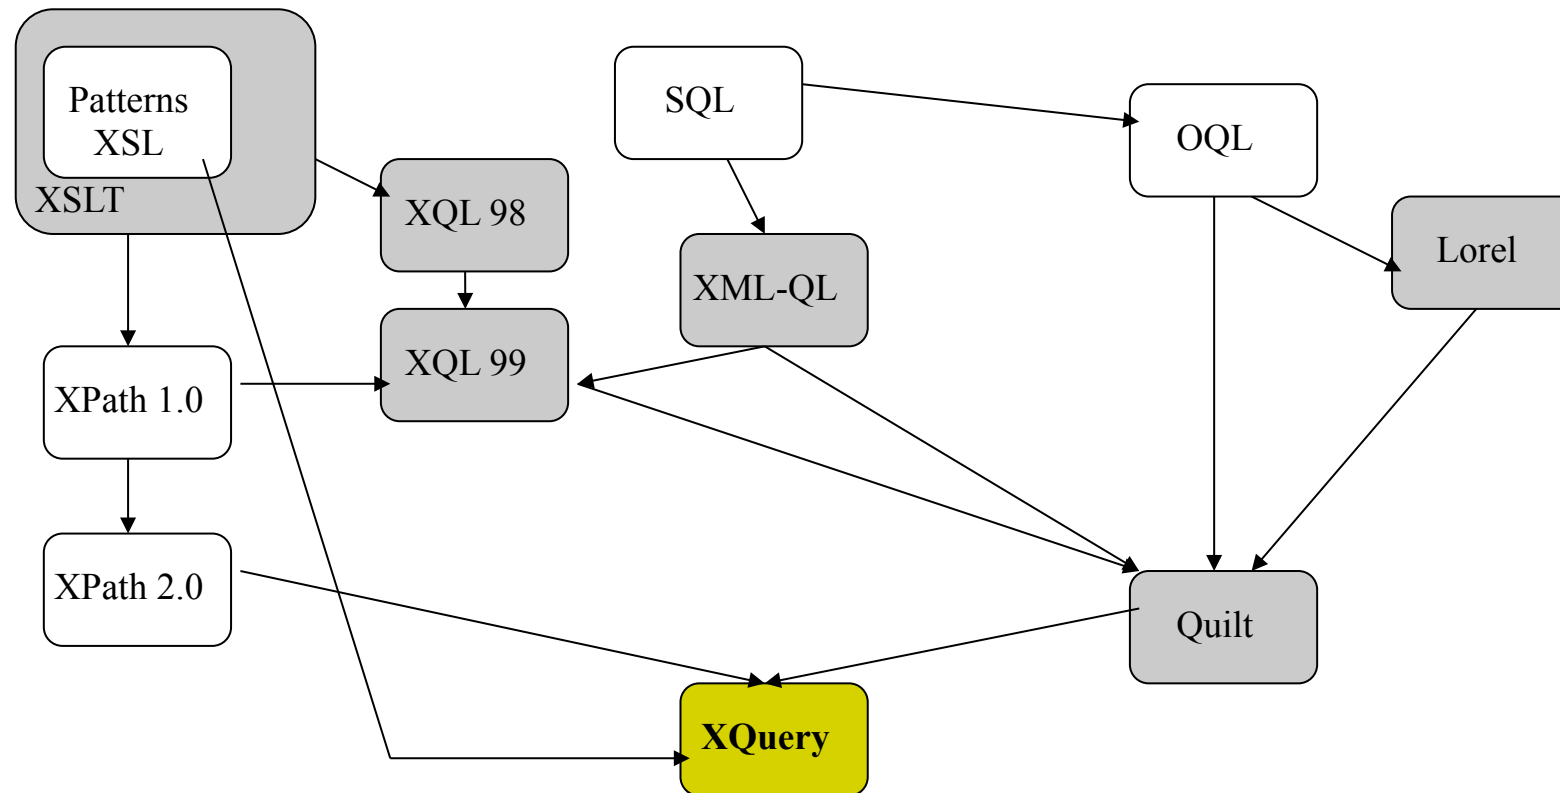 Patterns
XSL
XSLT
SQL
OQL
XQL 98
Lorel
XML-QL
XQL 99
XPath 1.0
XPath 2.0
Quilt
XQuery